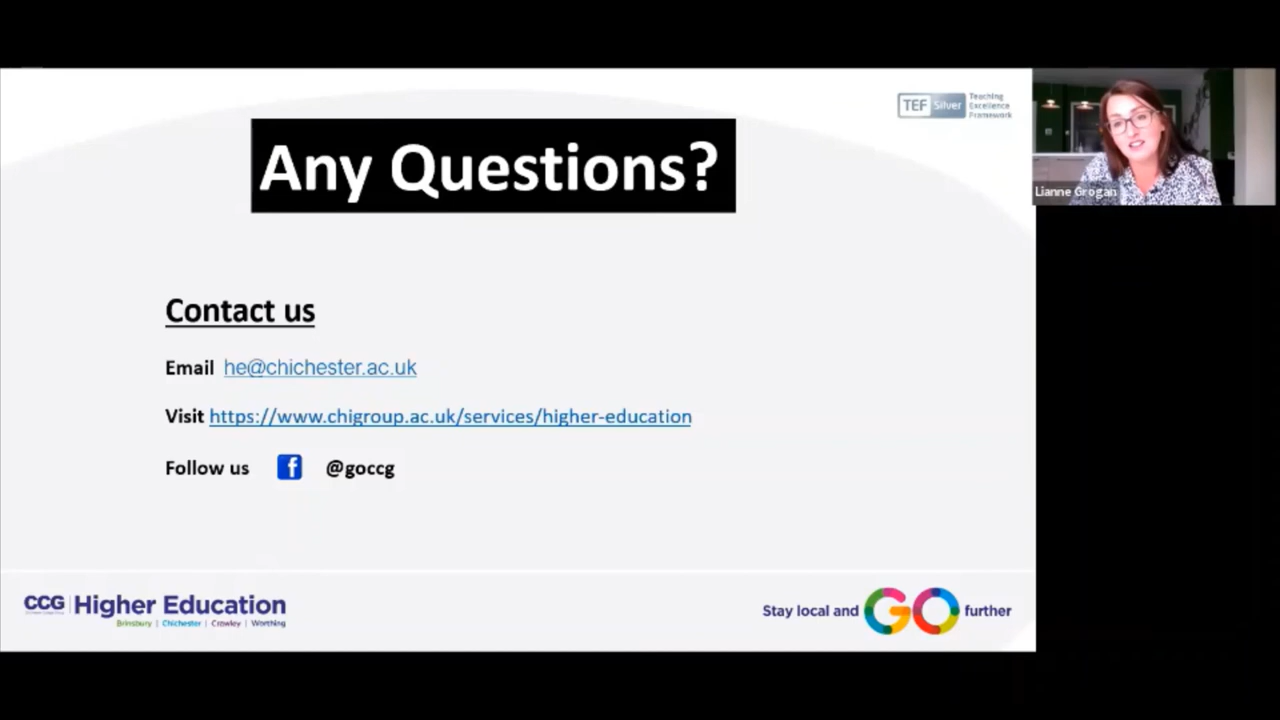 Any Questions?
TEF Silver
Teaching
Excellence
Framework
Lianne Grogan
Contact us
Email he@chichester.ac.uk
Visit https://www.chigroup.ac.uk/services/higher-education
Follow us f @goccg
CCG Higher Education
Brinsbury | Chichester | Crawley | Worthing
Stay local and GO further